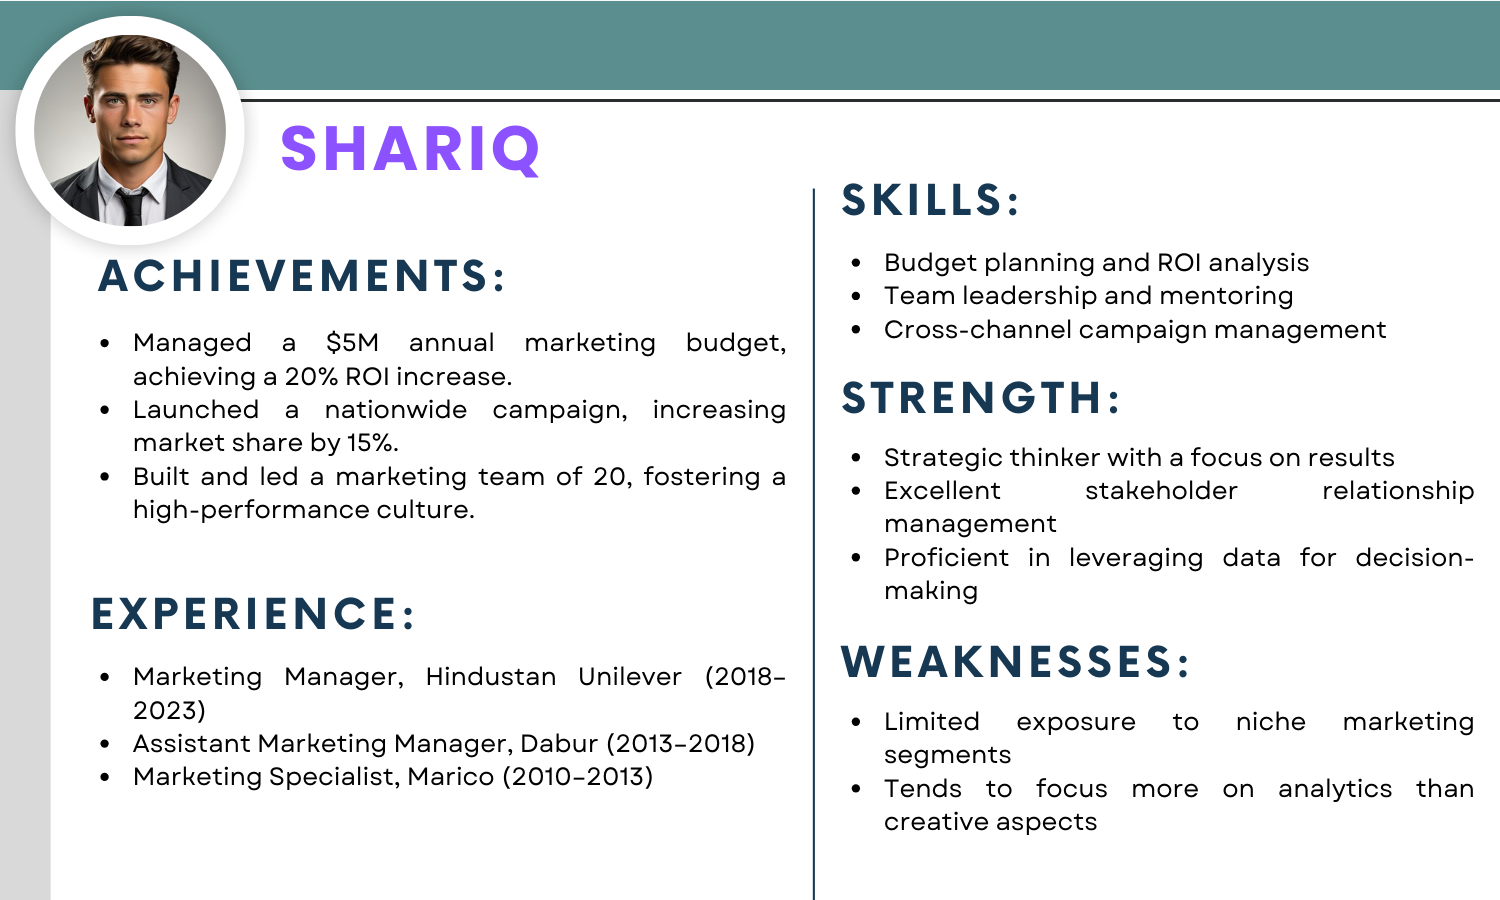 SHARIQ
ACHIEVEMENTS:
• Managed a $5M annual marketing budget,
achieving a 20% ROI increase.
• Launched a nationwide campaign, increasing
market share by 15%.
• Built and led a marketing team of 20, fostering a
high-performance culture.
EXPERIENCE:
• Marketing Manager, Hindustan Unilever (2018–
2023)
• Assistant Marketing Manager, Dabur (2013–2018)
• Marketing Specialist, Marico (2010–2013)
SKILLS:
• Budget planning and ROI analysis
• Team leadership and mentoring
• Cross-channel campaign management
STRENGTH:
• Strategic thinker with a focus on results
• Excellent stakeholder relationship
management
• Proficient in leveraging data for decision-
making
WEAKNESSES:
• Limited exposure to niche marketing
segments
• Tends to focus more on analytics than
creative aspects